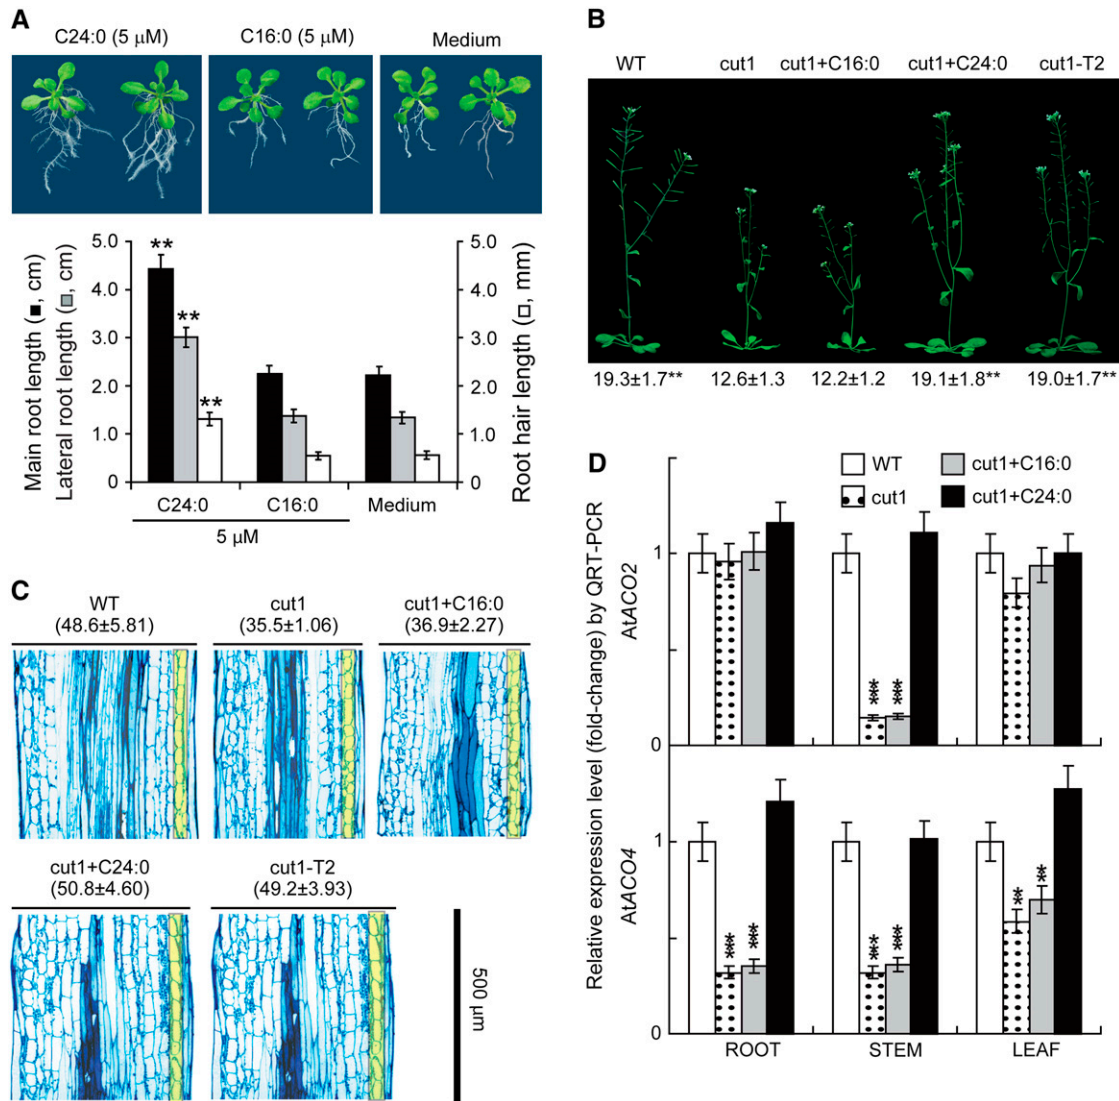 A
C24:0 (5 µM)
C16:0 (5 µM)
Medium
Main root length (■, cm)
Lateral root length (■, cm)
5.0
4.0
3.0
2.0
1.0
0
**
**
**
5.0
4.0
3.0
2.0
1.0
0
Root hair length (□, mm)
C24:0
C16:0
Medium
5 µM
B
WT
cut1
cut1+C16:0
cut1+C24:0
cut1-T2
19.3±1.7**
12.6±1.3
12.2±1.2
19.1±1.8**
19.0±1.7**
C
WT
(48.6±5.81)
cut1
(35.5±1.06)
cut1+C16:0
(36.9±2.27)
cut1+C24:0
(50.8±4.60)
cut1-T2
(49.2±3.93)
500 µm
D
WT
cut1
cut1+C16:0
cut1+C24:0
Relative expression level (fold-change) by QRT-PCR
AtACO2
1
0
***
***
AtACO4
1
0
***
***
***
***
**
**
ROOT
STEM
LEAF